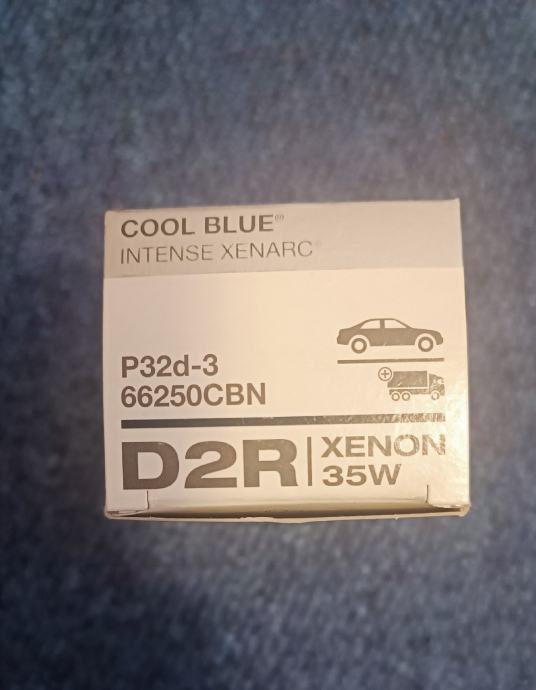 COOL BLUE®
INTENSE XENARC®
P32d-3
66250CBN
D2R | XENON
35W